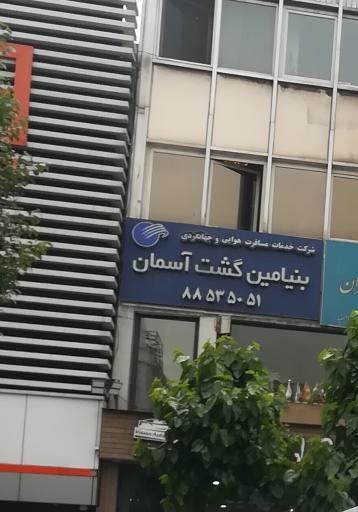 شرکت خدمات مسافرت هوایی و جهانگردی
بنیامین گشت آسمان
۸۸ ۵۳ ۵۰ ۵۱